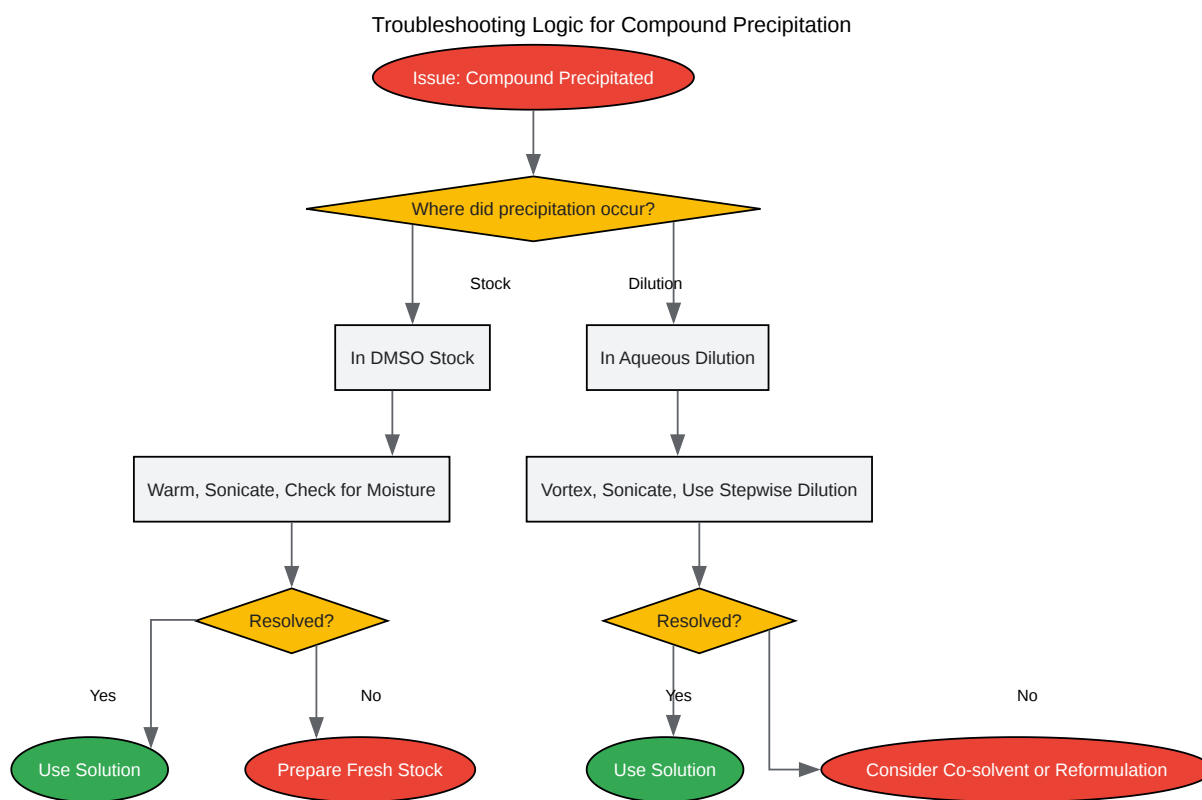 Troubleshooting Logic for Compound Precipitation
Issue: Compound Precipitated
Where did precipitation occur?
Stock
Dilution
In DMSO Stock
In Aqueous Dilution
Warm, Sonicate, Check for Moisture
Vortex, Sonicate, Use Stepwise Dilution
Resolved?
Resolved?
Yes
No
Yes
No
Use Solution
Prepare Fresh Stock
Use Solution
Consider Co-solvent or Reformulation